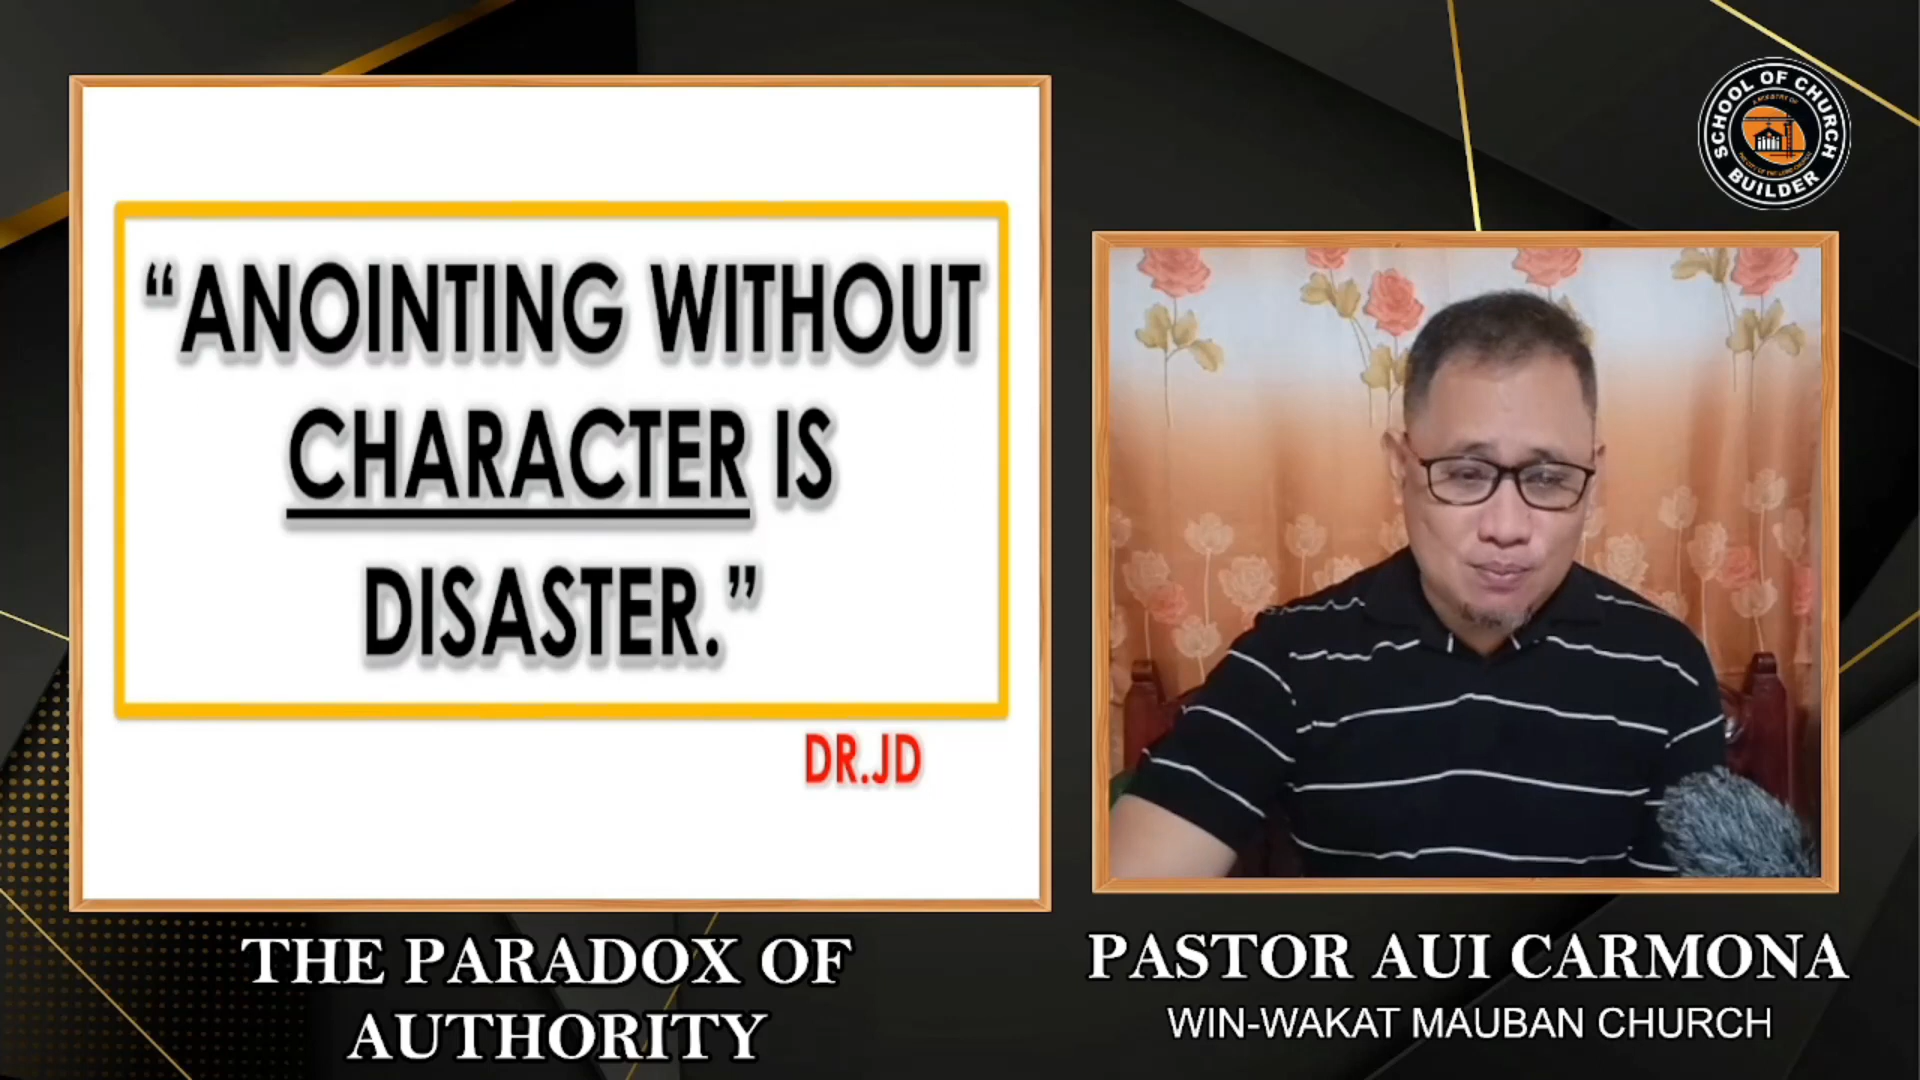 “ANOINTING WITHOUT
CHARACTER IS
DISASTER.”
DR.JD
THE PARADOX OF
AUTHORITY
SCHOOL OF CHURCH
BUILDER
PASTOR AUI CARMONA
WIN-WAKAT MAUBAN CHURCH